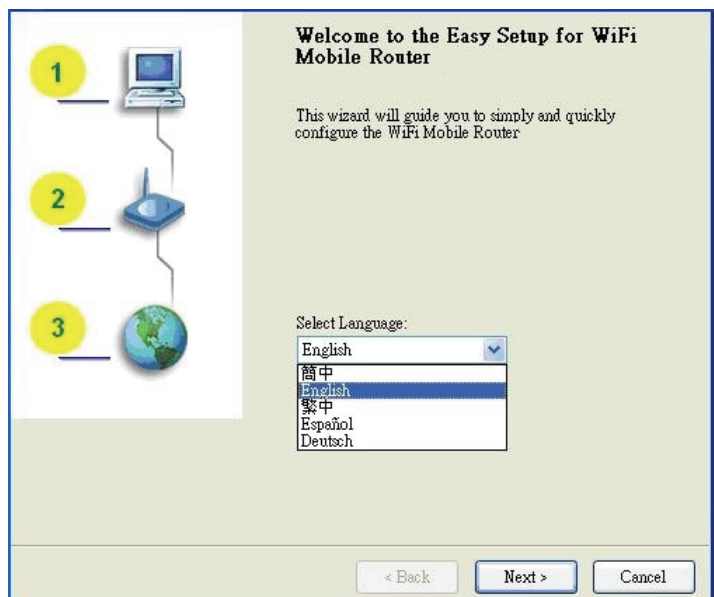 Welcome to the Easy Setup for WiFi
Mobile Router
This wizard will guide you to simply and quickly
configure the WiFi Mobile Router
1
2
3
Select Language:
English
簡中
English
繁中
Español
Deutsch
< Back
Next >
Cancel